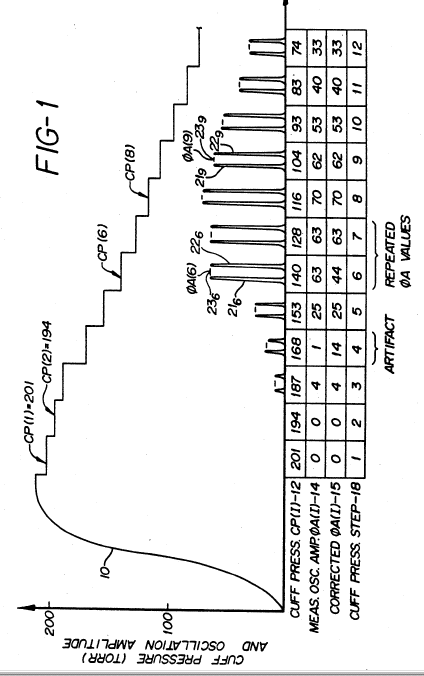 FIG-1
CP(1)=201
CP(2)=194
CP(6)
CP(8)
10
200
100
CUFF PRESSURE (TORR)
AND OSCILLATION AMPLITUDE
ØA(6)
23₆
21₆
22₆
ØA(9)
23₉
21₉
22₉
CUFF PRESS. CP(I)-12 201 194 187 168 153 140 128 116 104 93 83 74
MEAS. OSC. AMP.ØA(I)-14 0 0 4 1 25 63 63 70 62 53 40 33
CORRECTED ØA(I)-15 0 0 4 14 25 44 63 70 62 53 40 33
CUFF PRESS. STEP-18 1 2 3 4 5 6 7 8 9 10 11 12
ARTIFACT
REPEATED
ØA VALUES